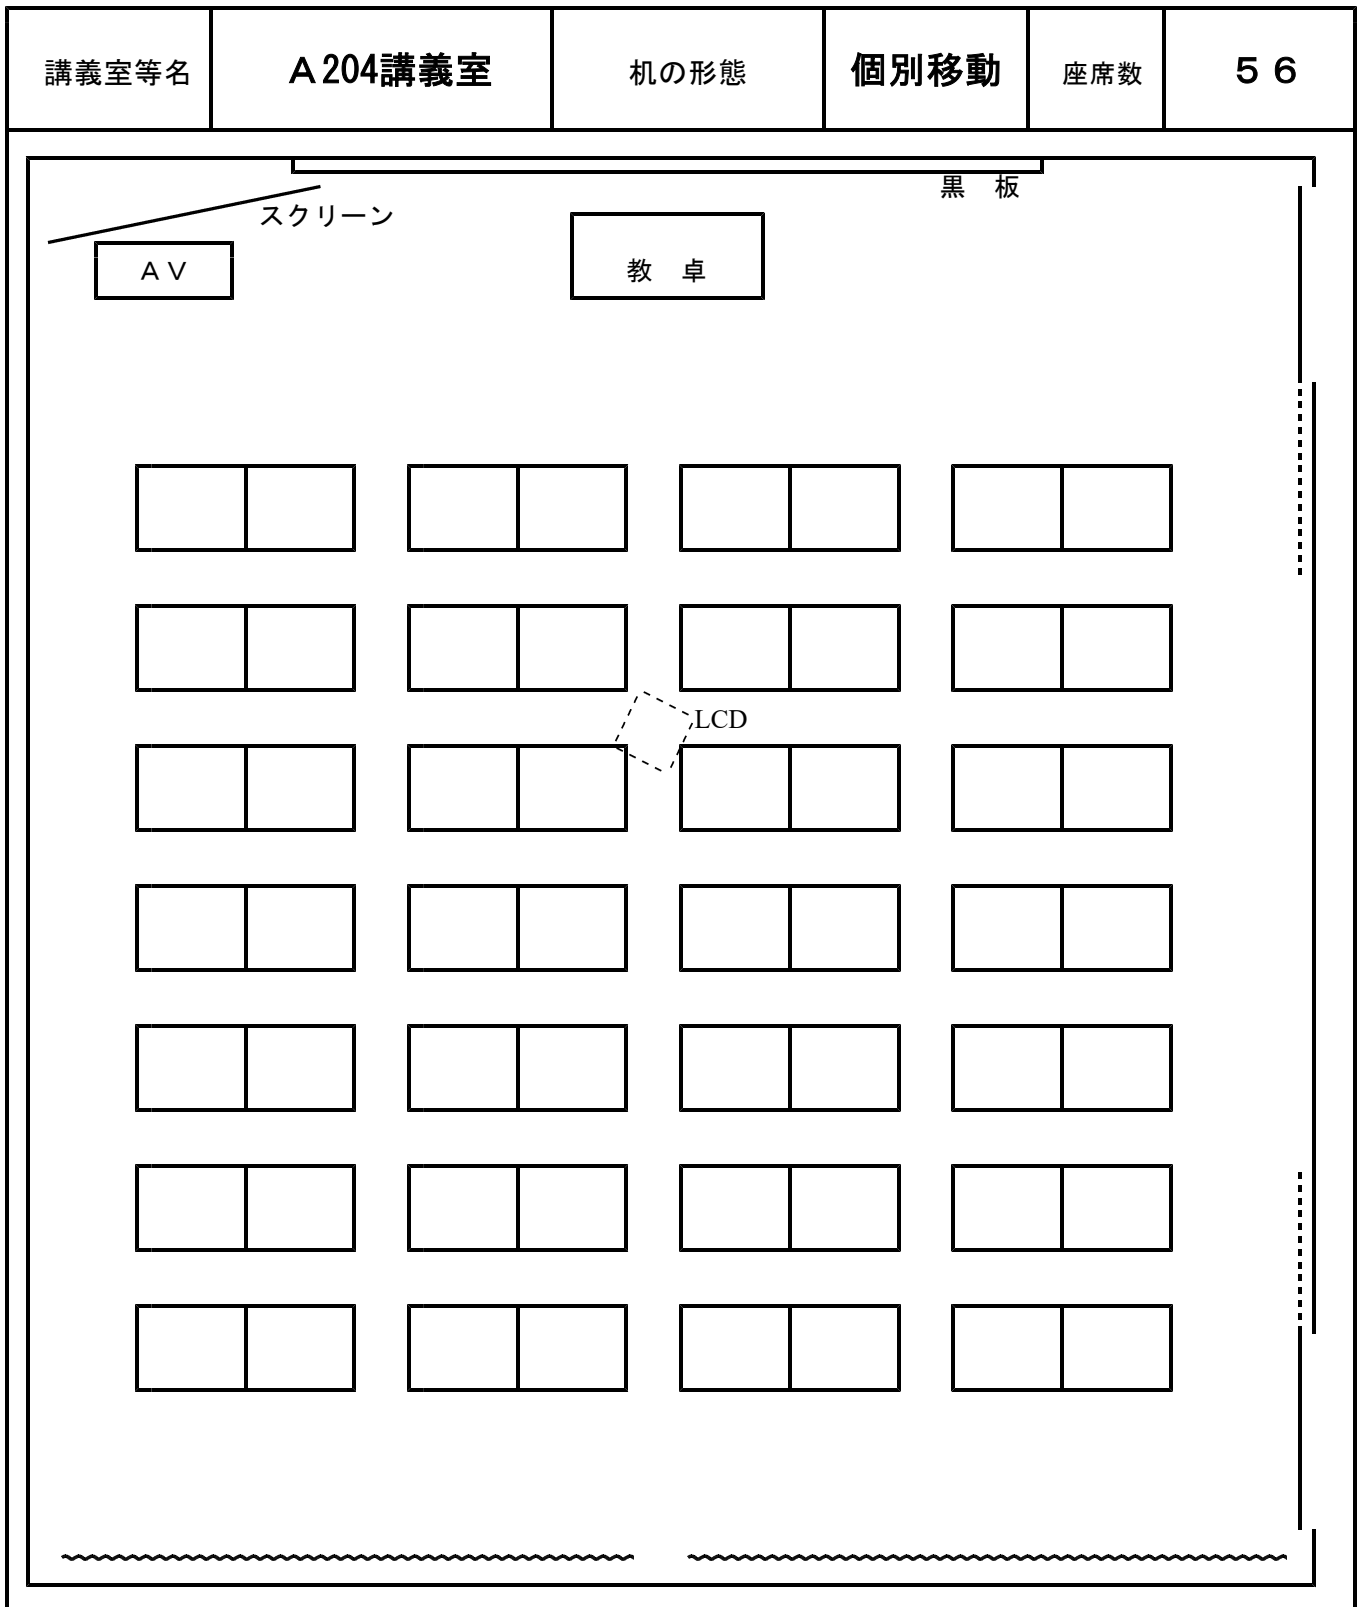 講義室等名 Ａ204講義室 机の形態 個別移動 座席数 ５６
黒　板
スクリーン
ＡＶ
教　卓
LCD